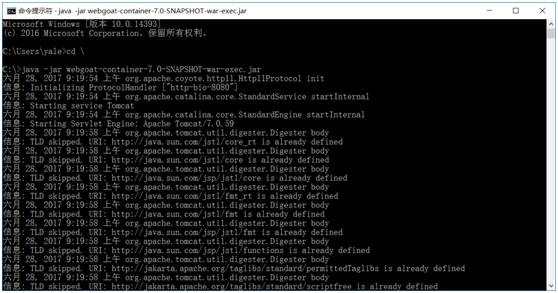 命令提示符 - java -jar webgoat-container-7.0-SNAPSHOT-war-exec.jar
Microsoft Windows [版本 10.0.14393]
(c) 2016 Microsoft Corporation。保留所有权利。
C:\Users\yale>cd \
C:\>java -jar webgoat-container-7.0-SNAPSHOT-war-exec.jar
六月 28, 2017 9:19:54 上午 org.apache.coyote.http11.Http11Protocol init
信息: Initializing ProtocolHandler ["http-bio-8080"]
六月 28, 2017 9:19:54 上午 org.apache.catalina.core.StandardService startInternal
信息: Starting service Tomcat
六月 28, 2017 9:19:54 上午 org.apache.catalina.core.StandardEngine startInternal
信息: Starting Servlet Engine: Apache Tomcat/7.0.59
六月 28, 2017 9:19:58 上午 org.apache.tomcat.util.digester.Digester body
信息: TLD skipped. URI: http://java.sun.com/jstl/core_rt is already defined
六月 28, 2017 9:19:58 上午 org.apache.tomcat.util.digester.Digester body
信息: TLD skipped. URI: http://java.sun.com/jstl/core is already defined
六月 28, 2017 9:19:58 上午 org.apache.tomcat.util.digester.Digester body
信息: TLD skipped. URI: http://java.sun.com/jsp/jstl/core is already defined
六月 28, 2017 9:19:58 上午 org.apache.tomcat.util.digester.Digester body
信息: TLD skipped. URI: http://java.sun.com/jstl/fmt_rt is already defined
六月 28, 2017 9:19:58 上午 org.apache.tomcat.util.digester.Digester body
信息: TLD skipped. URI: http://java.sun.com/jstl/fmt is already defined
六月 28, 2017 9:19:58 上午 org.apache.tomcat.util.digester.Digester body
信息: TLD skipped. URI: http://java.sun.com/jsp/jstl/fmt is already defined
六月 28, 2017 9:19:58 上午 org.apache.tomcat.util.digester.Digester body
信息: TLD skipped. URI: http://java.sun.com/jsp/jstl/functions is already defined
六月 28, 2017 9:19:58 上午 org.apache.tomcat.util.digester.Digester body
信息: TLD skipped. URI: http://jakarta.apache.org/taglibs/standard/permittedTaglibs is already defined
六月 28, 2017 9:19:58 上午 org.apache.tomcat.util.digester.Digester body
信息: TLD skipped. URI: http://jakarta.apache.org/taglibs/standard/scriptfree is already defined